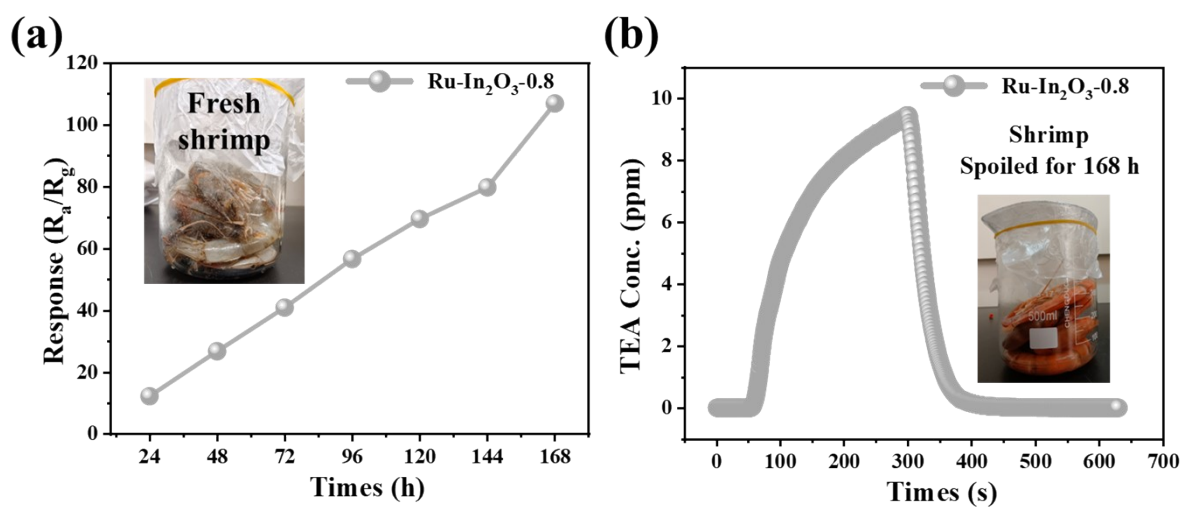 (a)
120
100
80
60
40
20
0
Response (Ra/Rg)
Fresh
shrimp
Ru-In2O3-0.8
24 48 72 96 120 144 168
Times (h)
(b)
10
8
6
4
2
0
TEA Conc. (ppm)
Ru-In2O3-0.8
Shrimp
Spoiled for 168 h
500ml
0 100 200 300 400 500 600 700
Times (s)